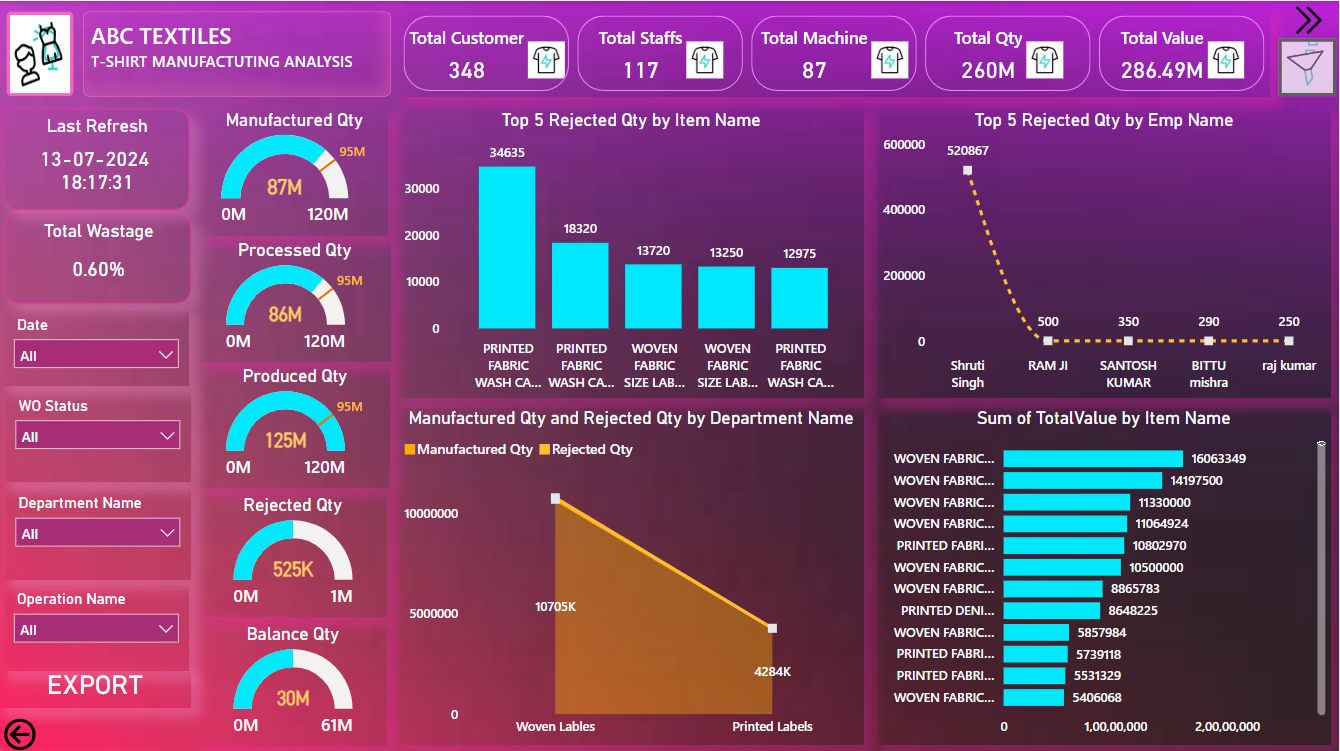 ABC TEXTILES
T-SHIRT MANUFACTUTING ANALYSIS
Total Customer
348
Total Staffs
117
Total Machine
87
Total Qty
260M
Total Value
286.49M
Last Refresh
13-07-2024
18:17:31
Total Wastage
0.60%
Date
All
WO Status
All
Department Name
All
Operation Name
All
EXPORT
Manufactured Qty
95M
87M
0M 120M
Processed Qty
95M
86M
0M 120M
Produced Qty
95M
125M
0M 120M
Rejected Qty
525K
0M 1M
Balance Qty
30M
0M 61M
Top 5 Rejected Qty by Item Name
34635
30000
18320
20000
13720 13250 12975
10000
0
PRINTED FABRIC WASH CA...
PRINTED FABRIC WASH CA...
WOVEN FABRIC SIZE LAB...
WOVEN FABRIC SIZE LAB...
PRINTED FABRIC WASH CA...
Top 5 Rejected Qty by Emp Name
600000
520867
400000
200000
500 350 290 250
0
Shruti Singh
RAM JI
SANTOSH KUMAR
BITTU mishra
raj kumar
Manufactured Qty and Rejected Qty by Department Name
Manufactured Qty Rejected Qty
10000000
10705K
5000000
4284K
0
Woven Lables Printed Labels
Sum of TotalValue by Item Name
WOVEN FABRIC... 16063349
WOVEN FABRIC... 14197500
WOVEN FABRIC... 11330000
WOVEN FABRIC... 11064924
PRINTED FABRI... 10802970
WOVEN FABRIC... 10500000
WOVEN FABRIC... 8865783
PRINTED DENI... 8648225
WOVEN FABRIC... 5857984
PRINTED FABRI... 5739118
PRINTED FABRI... 5531329
WOVEN FABRIC... 5406068
0 1,00,00,000 2,00,00,000